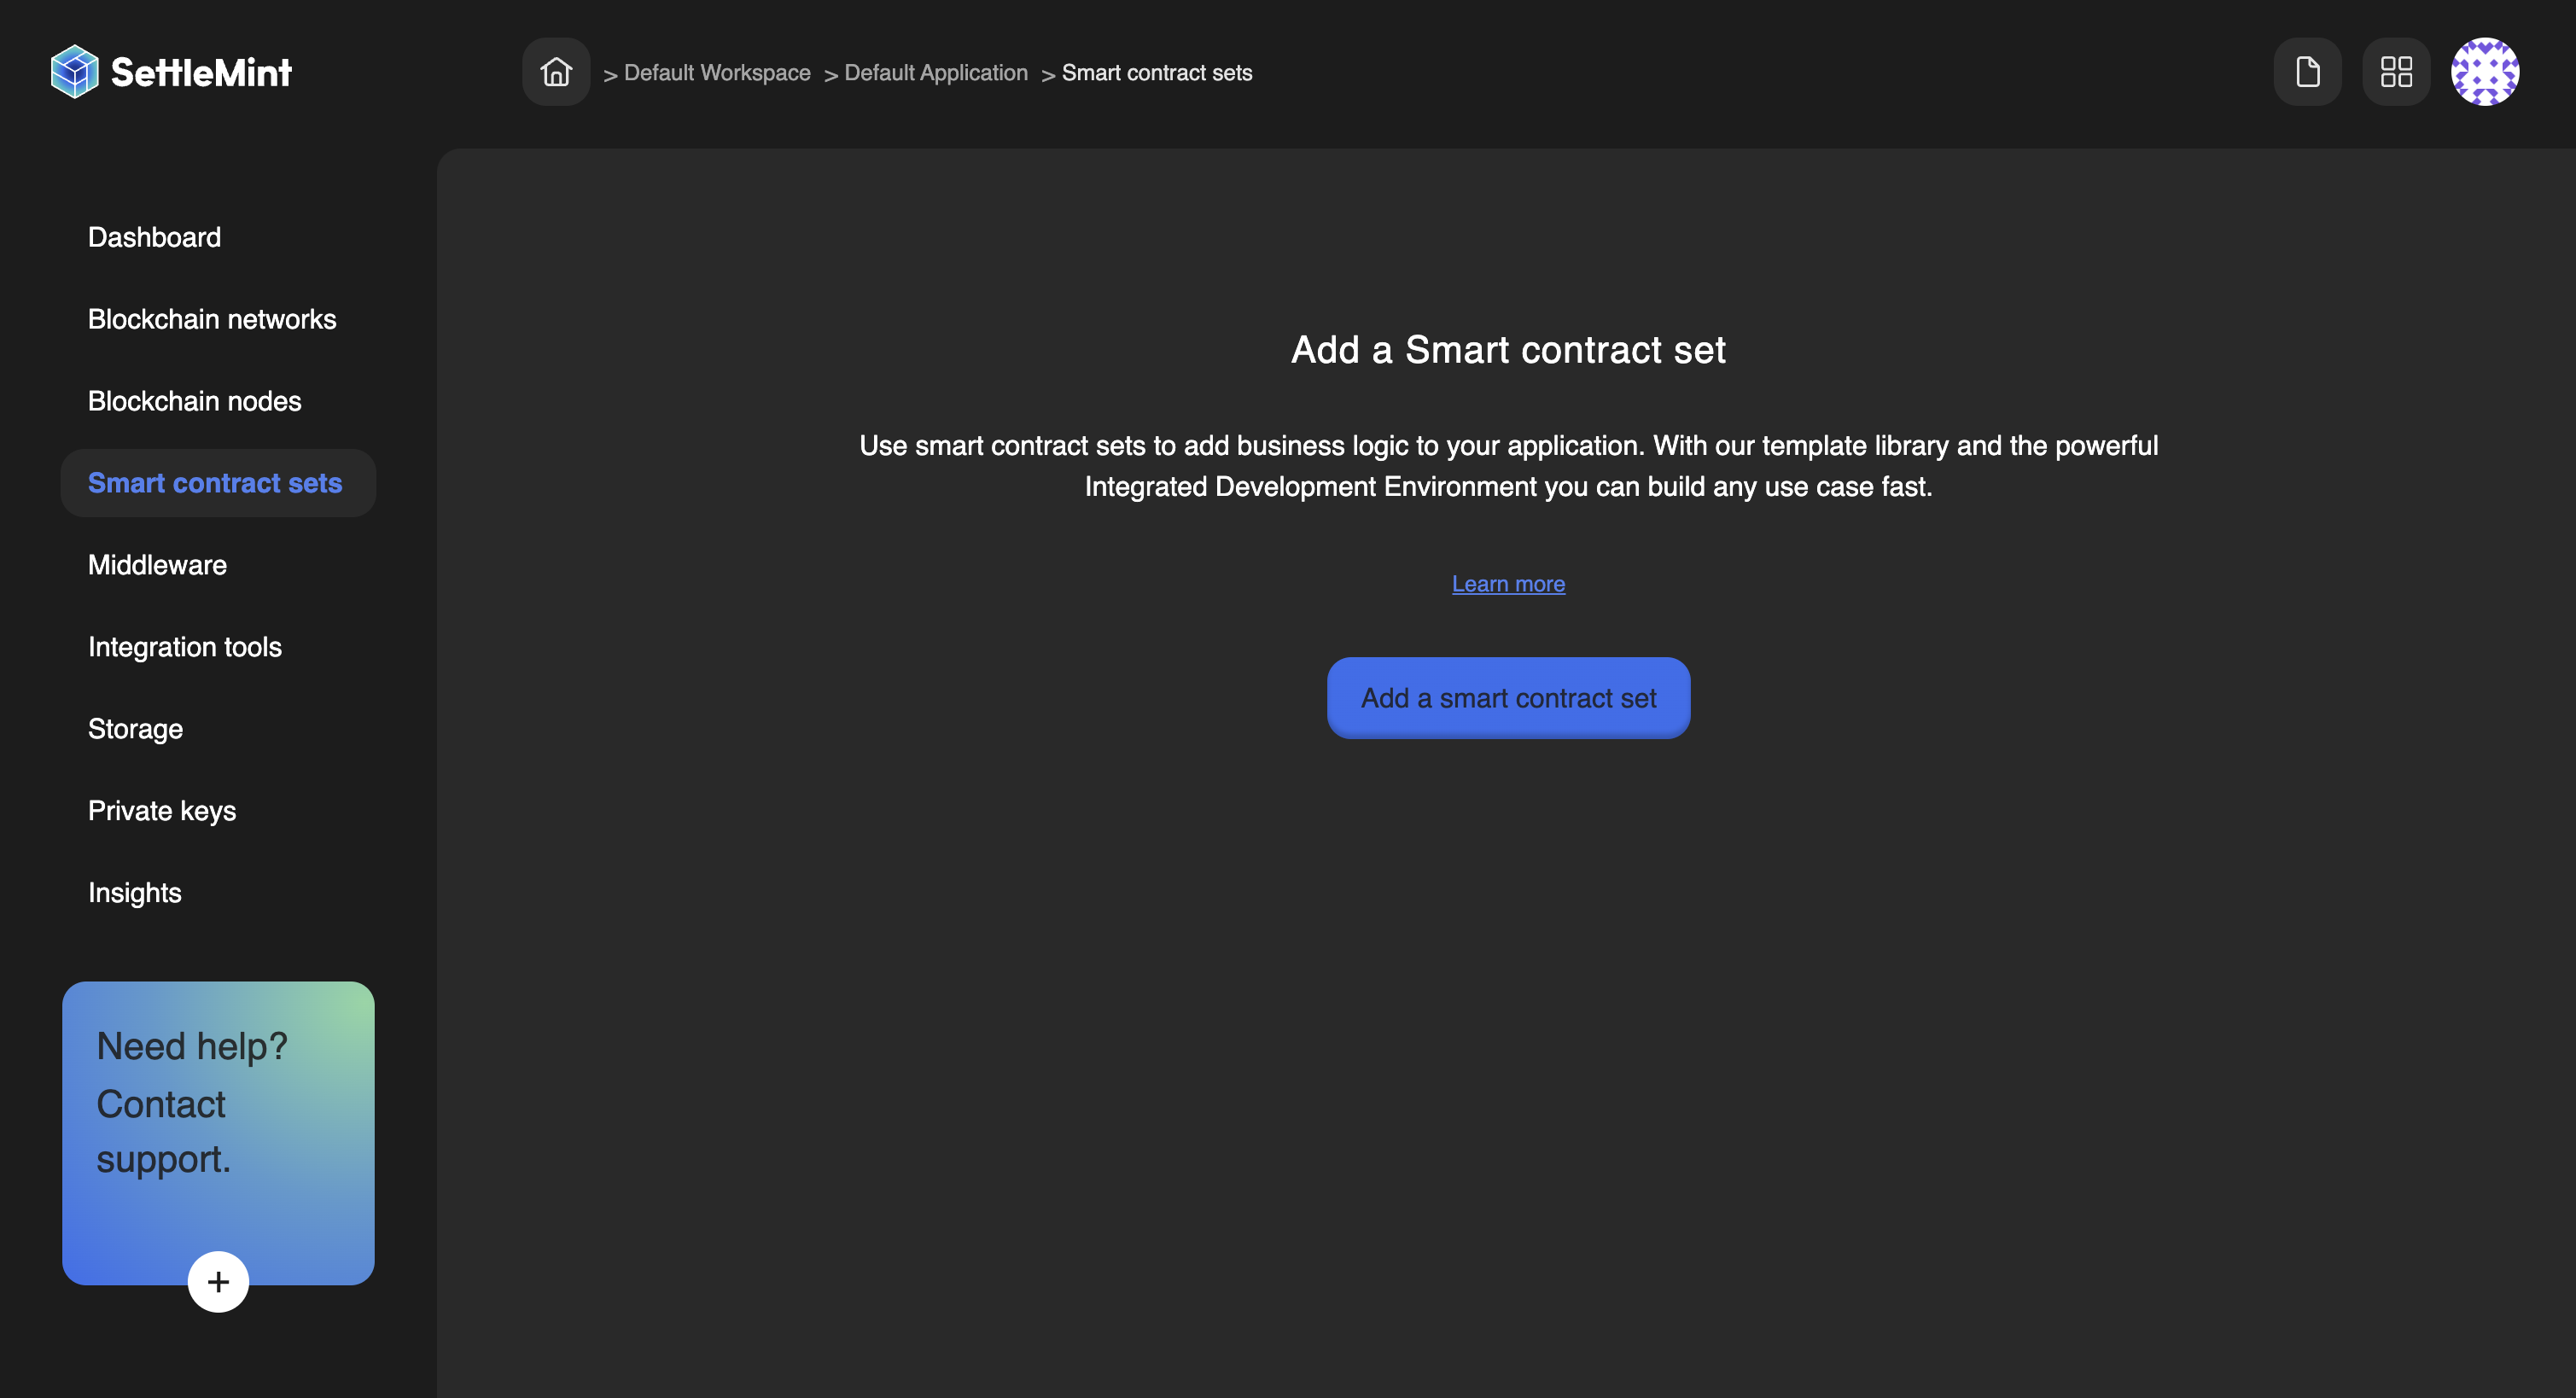 SettleMint
> Default Workspace > Default Application > Smart contract sets
Dashboard
Blockchain networks
Blockchain nodes
Smart contract sets
Middleware
Integration tools
Storage
Private keys
Insights
Need help?
Contact
support.
+
Add a Smart contract set
Use smart contract sets to add business logic to your application. With our template library and the powerful
Integrated Development Environment you can build any use case fast.
Learn more
Add a smart contract set